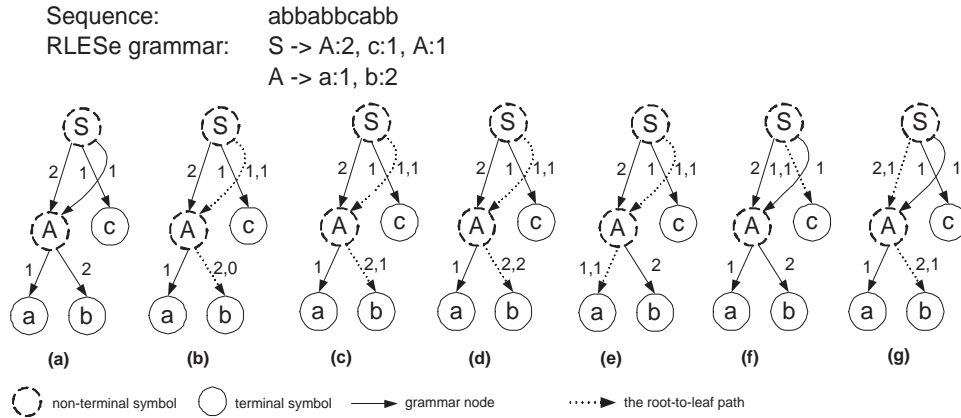 Sequence: abbabbcabb
RLESe grammar: S -> A:2, c:1, A:1
A -> a:1, b:2
S S S S S S S
2 1 1 2 1 1,1 2 1 1,1 2 1 1,1 2 1 1,1 2 1,1 1 2,1 1 1
A c A c A c A c A c A c A c
1 2 1 2,0 1 2,1 1 2,2 1,1 2 1 2 1 2,1
a b a b a b a b a b a b a b
(a) (b) (c) (d) (e) (f) (g)
non-terminal symbol terminal symbol grammar node the root-to-leaf path